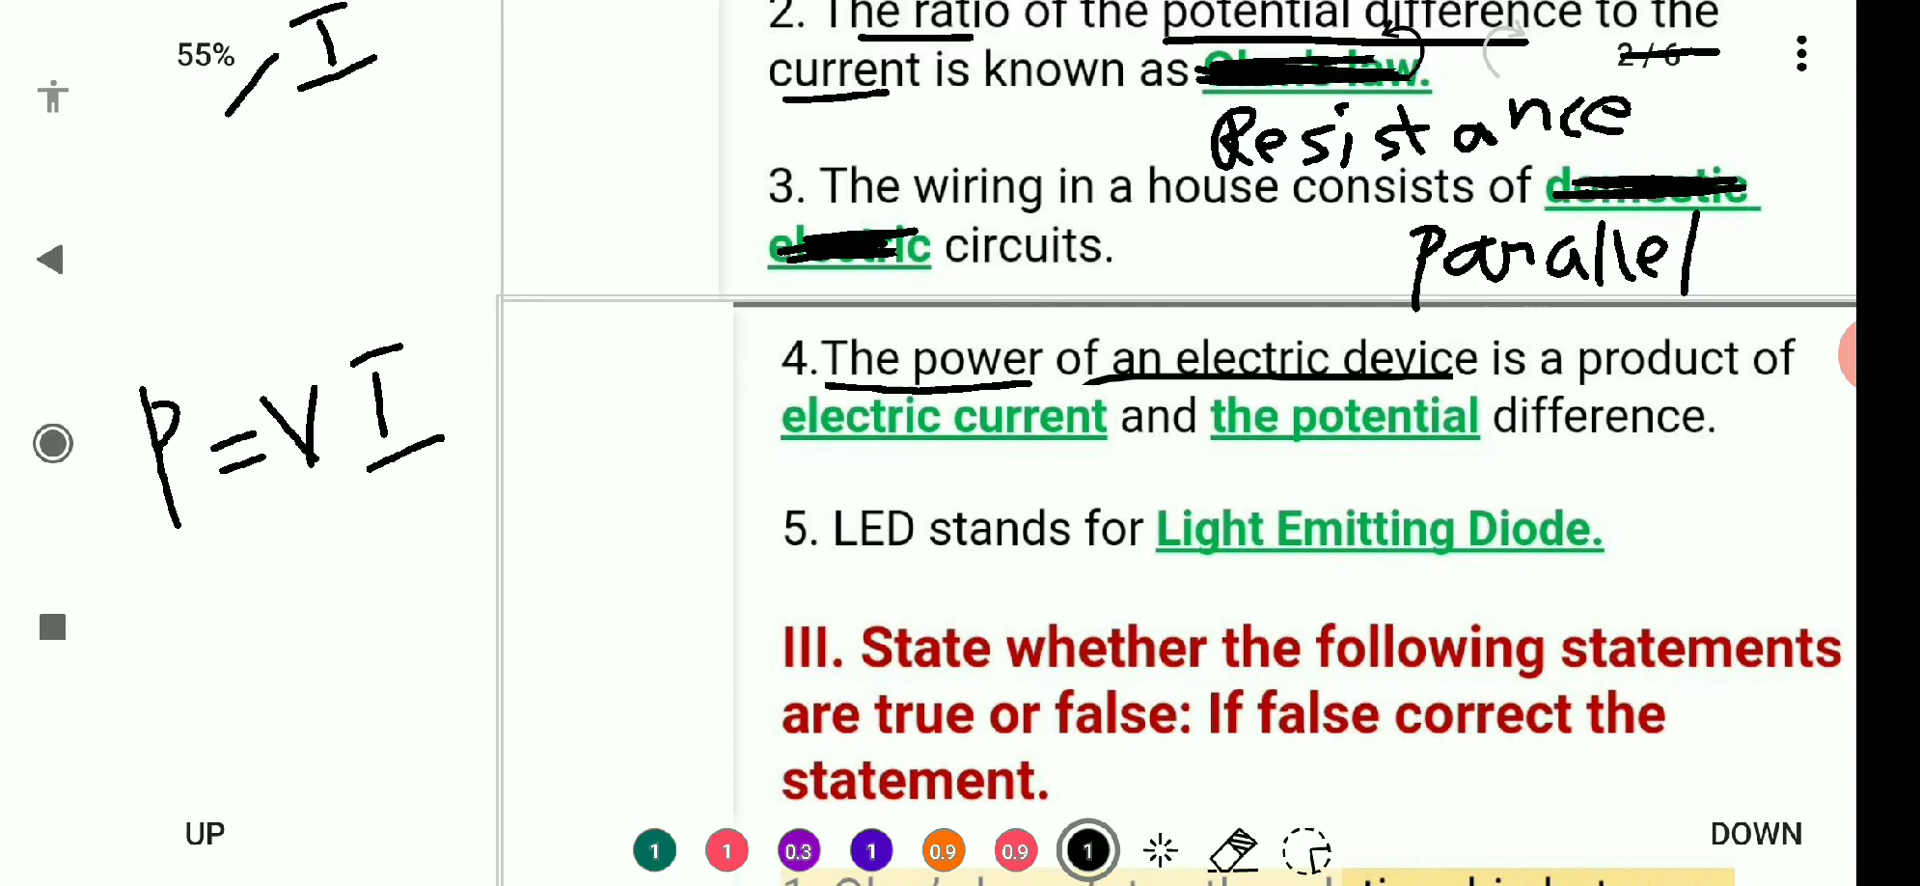 55%
I
2. The ratio of the potential difference to the
2/6
current is known as law.
Resistance
3. The wiring in a house consists of domestic
electric circuits.
parallel
4.The power of an electric device is a product of
electric current and the potential difference.
P=VI
5. LED stands for Light Emitting Diode.
III. State whether the following statements
are true or false: If false correct the
statement.
UP
DOWN
1 1 0.3 1 0.9 0.9 1